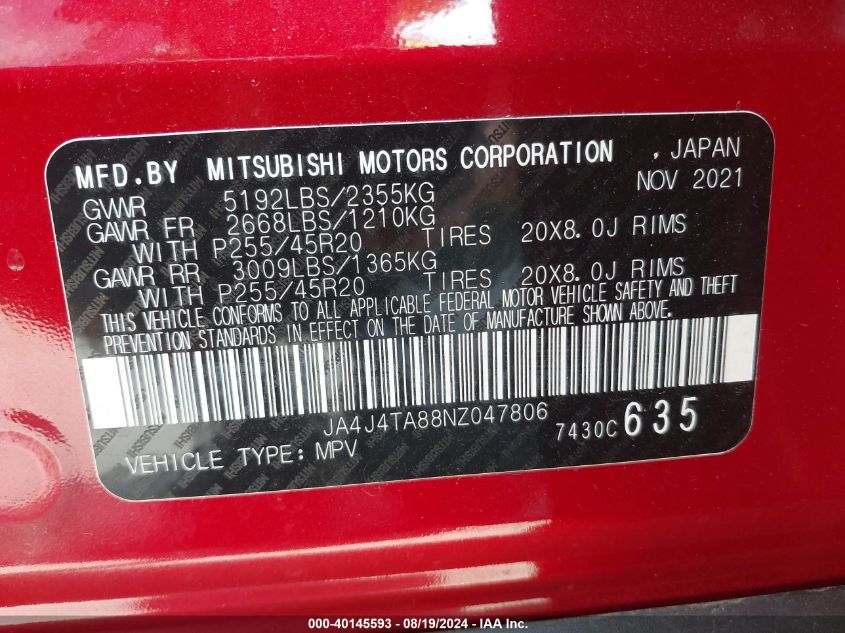 MFD.BY MITSUBISHI MOTORS CORPORATION , JAPAN
NOV 2021
GVWR 5192LBS/2355KG
GAWR FR 2668LBS/1210KG
WITH P255/45R20 TIRES 20X8.0J RIMS
GAWR RR 3009LBS/1365KG
WITH P255/45R20 TIRES 20X8.0J RIMS
THIS VEHICLE CONFORMS TO ALL APPLICABLE FEDERAL MOTOR VEHICLE SAFETY AND THEFT
PREVENTION STANDARDS IN EFFECT ON THE DATE OF MANUFACTURE SHOWN ABOVE.
JA4J4TA88NZ047806
7430C 635
VEHICLE TYPE: MPV
000-40145593 - 08/19/2024 - IAA, Inc.